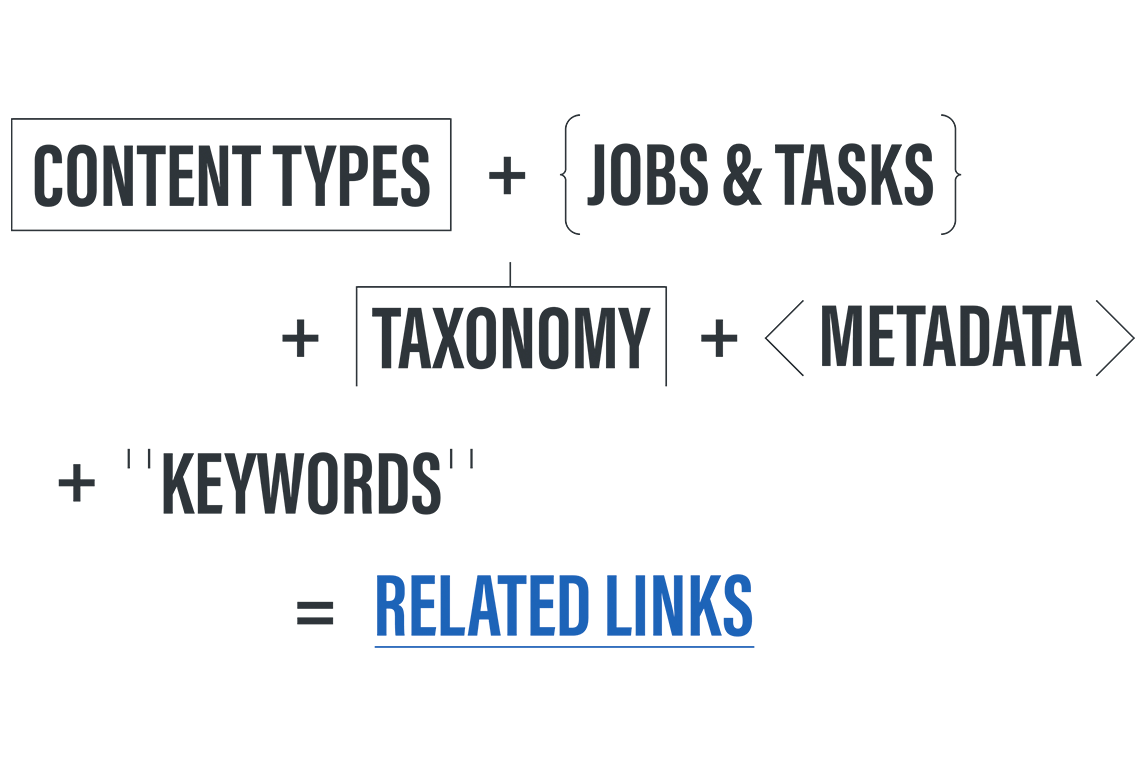 CONTENT TYPES + {JOBS & TASKS}
+ TAXONOMY + <METADATA>
+ "KEYWORDS"
= RELATED LINKS